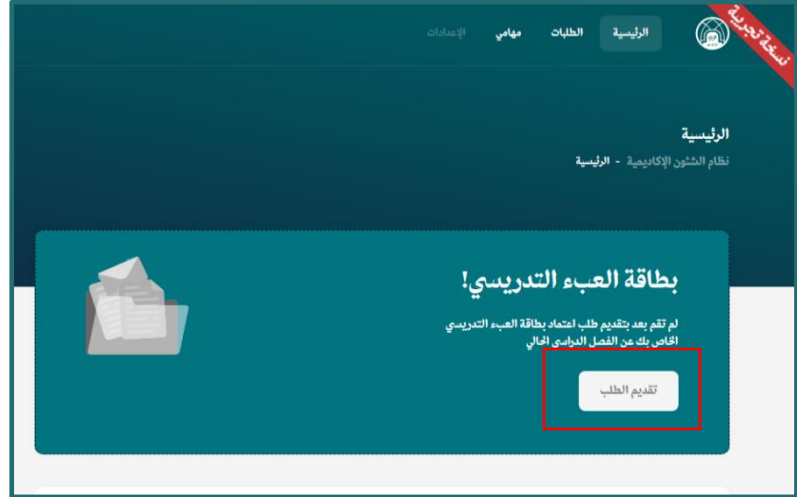 نسخة تجربية
الرئيسية
الطلبات
مهامي
الإعدادات
الرئيسية
نظام الشئون الإكاديمية - الرئيسية
بطاقة العبء التدريسي!
لم تقم بعد بتقديم طلب اعتماد بطاقة العبء التدريسي
الخاص بك عن الفصل الدراسي الحالي
تقديم الطلب